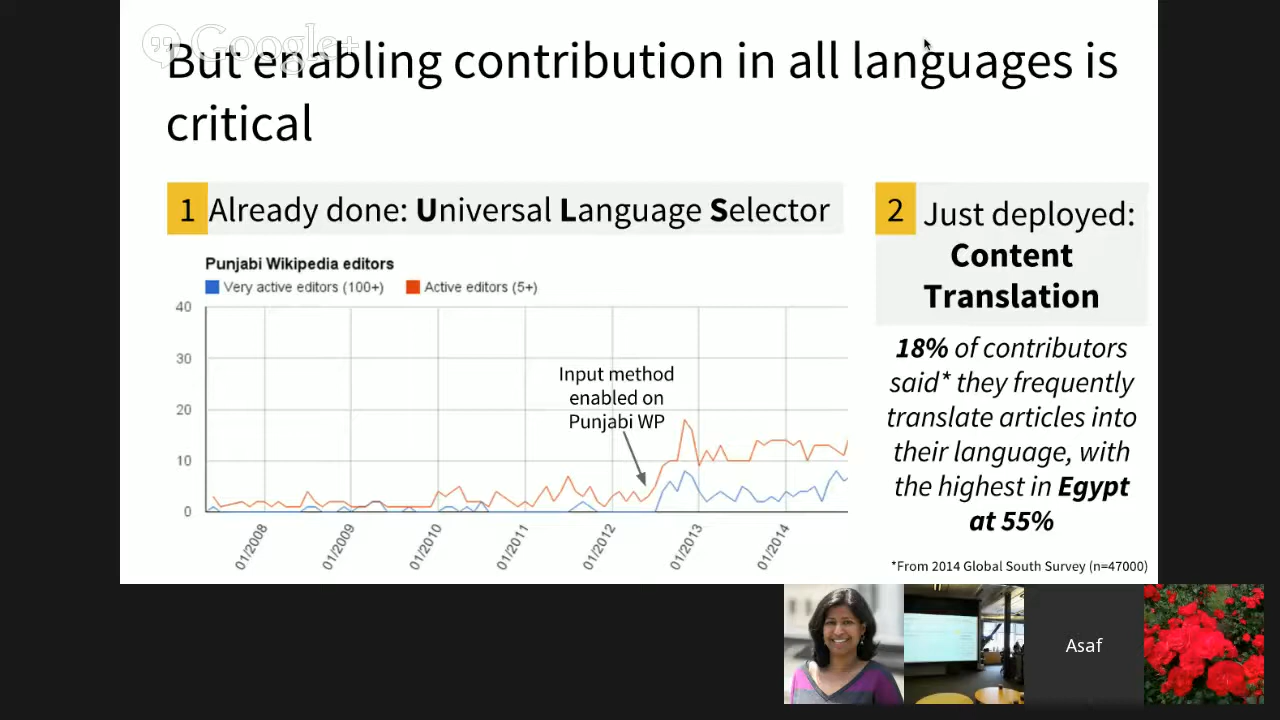 Google+
But enabling contribution in all languages is
critical
1 Already done: Universal Language Selector
Punjabi Wikipedia editors
Very active editors (100+) Active editors (5+)
40
30
20
10
0
Input method
enabled on
Punjabi WP
01/2008 01/2009 01/2010 01/2011 01/2012 01/2013 01/2014
2 Just deployed:
Content
Translation
18% of contributors
said* they frequently
translate articles into
their language, with
the highest in Egypt
at 55%
*From 2014 Global South Survey (n=47000)
Asaf